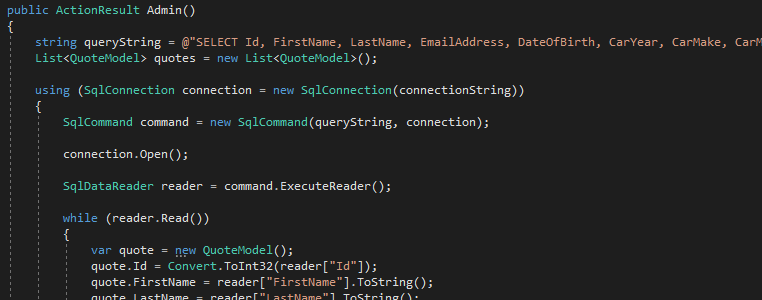 public ActionResult Admin()
{
string queryString = @"SELECT Id, FirstName, LastName, EmailAddress, DateOfBirth, CarYear, CarMake, CarM
List<QuoteModel> quotes = new List<QuoteModel>();
using (SqlConnection connection = new SqlConnection(connectionString))
{
SqlCommand command = new SqlCommand(queryString, connection);
connection.Open();
SqlDataReader reader = command.ExecuteReader();
while (reader.Read())
{
var quote = new QuoteModel();
quote.Id = Convert.ToInt32(reader["Id"]);
quote.FirstName = reader["FirstName"].ToString();
quote.LastName = reader["LastName"].ToString();